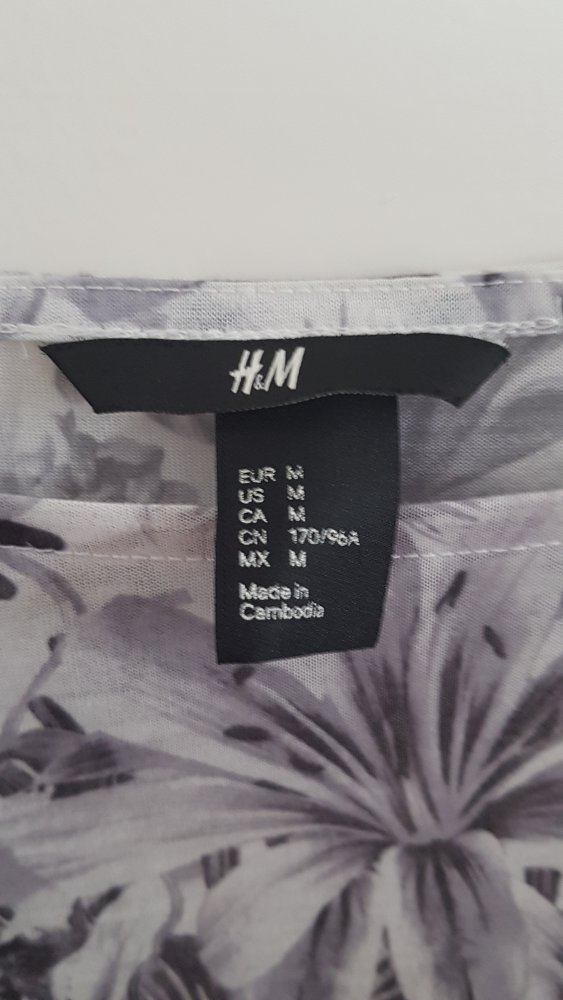 H&M
EUR M
US M
CA M
CN 170/96A
MX M
Made in
Cambodia